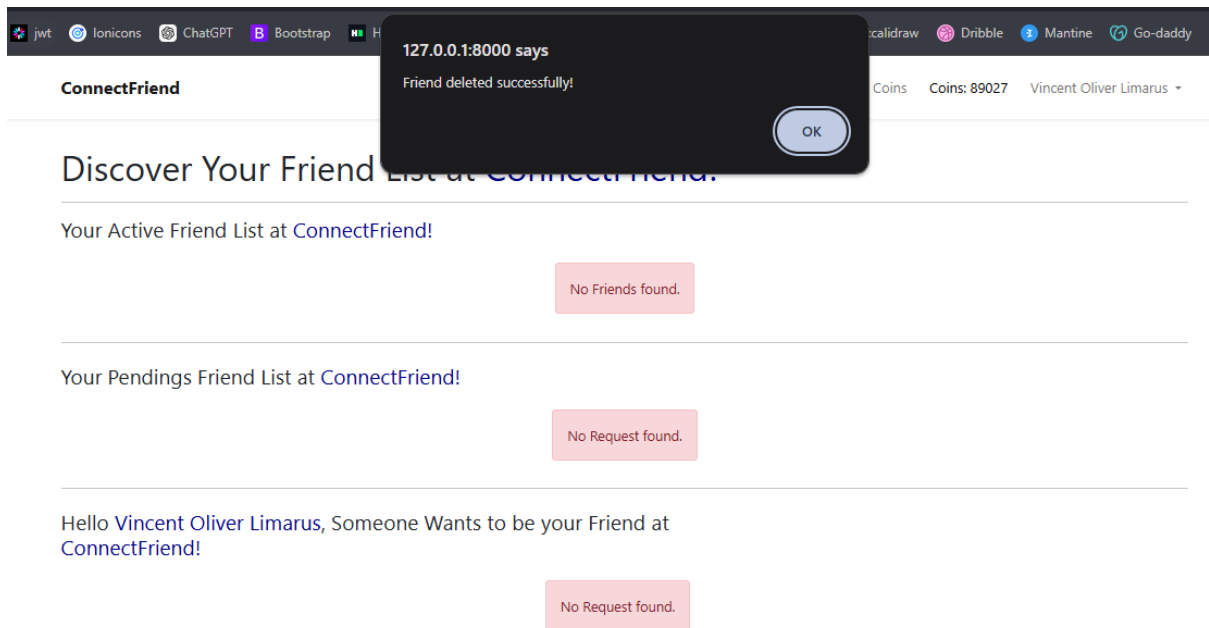 jwt Ionicons ChatGPT Bootstrap H calidraw Dribble Mantine Go-daddy
127.0.0.1:8000 says
Friend deleted successfully!
OK
ConnectFriend Coins Coins: 89027 Vincent Oliver Limarus
Discover Your Friend List at ConnectFriend!
Your Active Friend List at ConnectFriend!
No Friends found.
Your Pendings Friend List at ConnectFriend!
No Request found.
Hello Vincent Oliver Limarus, Someone Wants to be your Friend at
ConnectFriend!
No Request found.